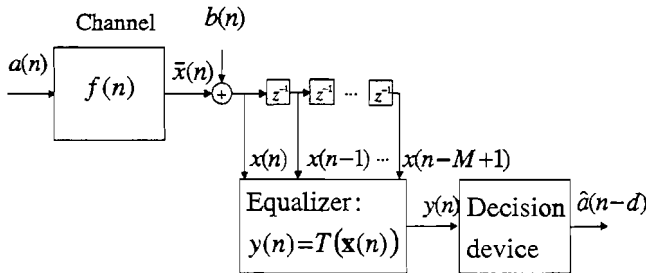 Channel
b(n)
a(n)
f(n)
x̄(n)
+
z⁻¹ z⁻¹ ... z⁻¹
x(n) x(n−1) ... x(n−M+1)
Equalizer:
y(n)=T(𝐱(n))
y(n)
Decision
device
â(n−d)